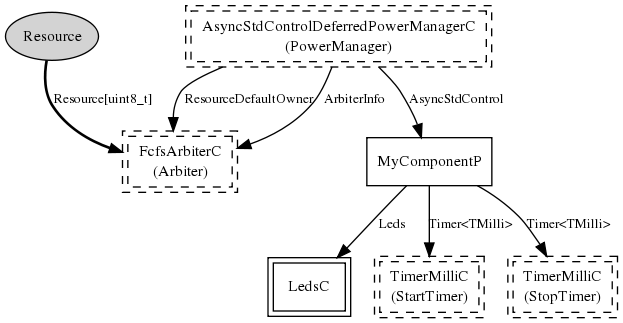 Resource
AsyncStdControlDeferredPowerManagerC
(PowerManager)
Resource[uint8_t]
ResourceDefaultOwner
ArbiterInfo
AsyncStdControl
FcfsArbiterC
(Arbiter)
MyComponentP
Leds
Timer<TMilli>
Timer<TMilli>
LedsC
TimerMilliC
(StartTimer)
TimerMilliC
(StopTimer)